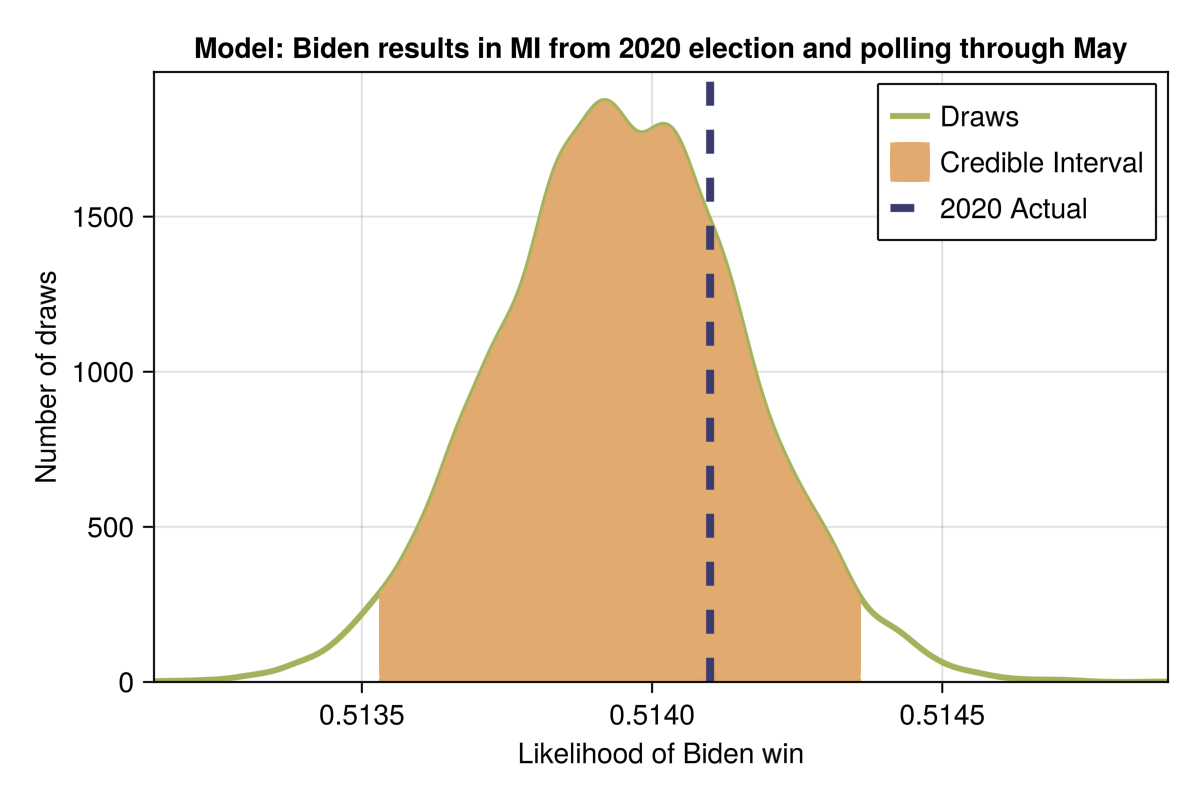 Model: Biden results in MI from 2020 election and polling through May
Draws
Credible Interval
2020 Actual
Number of draws
1500
1000
500
0
0.5135
0.5140
0.5145
Likelihood of Biden win